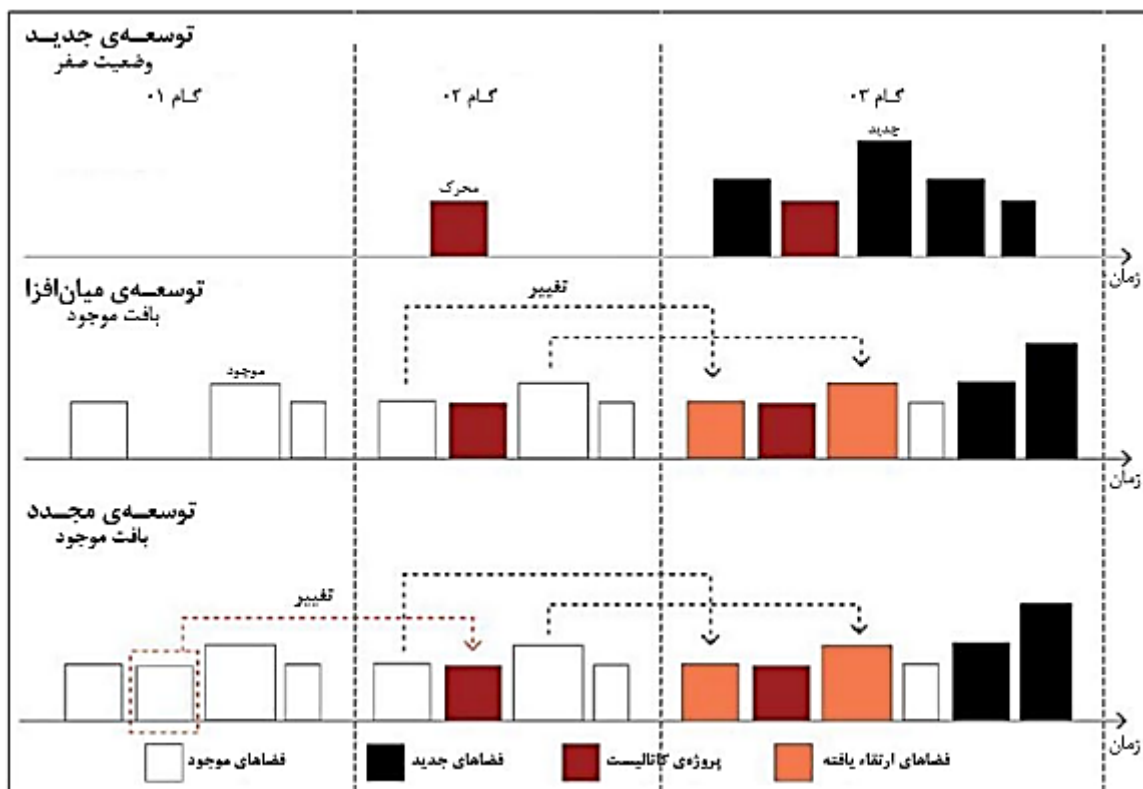 توسعه‌ی جدید
وضعیت صفر
گام ۰۱
گام ۰۲
گام ۰۳
جدید
محرک
زمان
توسعه‌ی میان‌افزا
بافت موجود
تغییر
موجود
زمان
توسعه‌ی مجدد
بافت موجود
تغییر
زمان
فضاهای موجود
فضاهای جدید
پروژه‌ی کاتالیست
فضاهای ارتقاء یافته